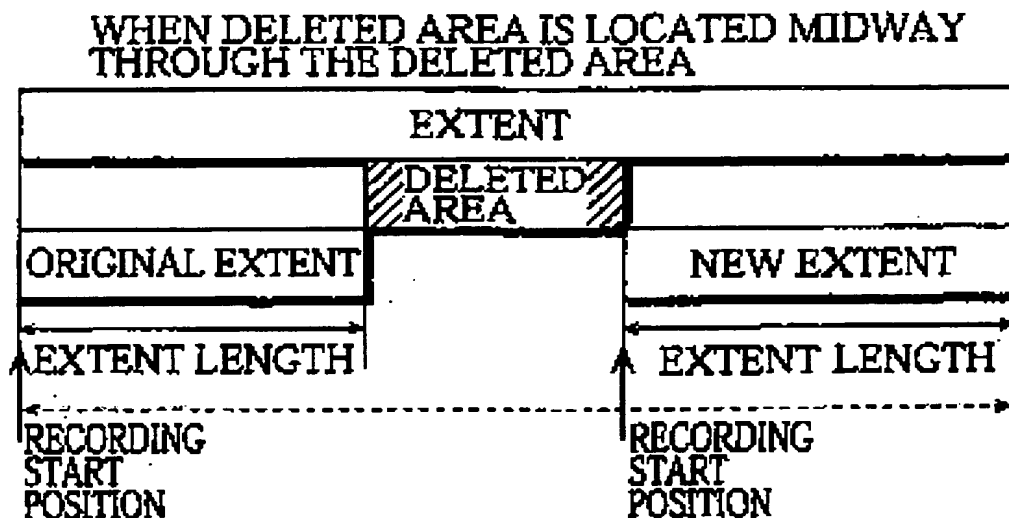 WHEN DELETED AREA IS LOCATED MIDWAY
THROUGH THE DELETED AREA
EXTENT
DELETED
AREA
ORIGINAL EXTENT
NEW EXTENT
EXTENT LENGTH
EXTENT LENGTH
RECORDING
START
POSITION
RECORDING
START
POSITION